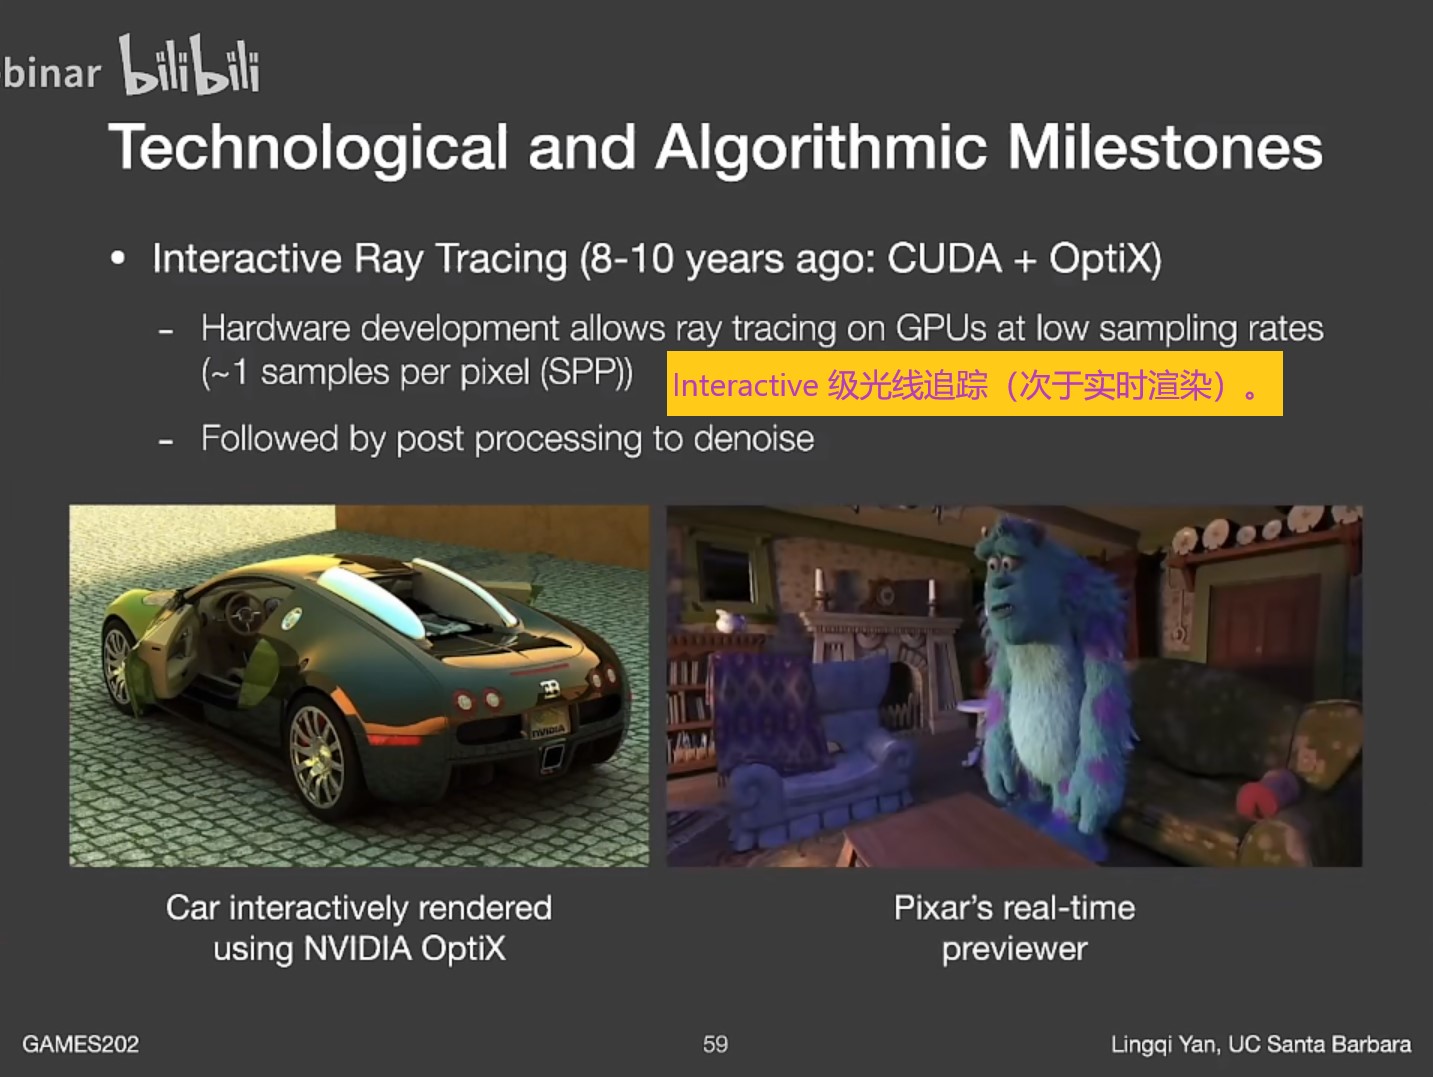 binar bilibili
Technological and Algorithmic Milestones
• Interactive Ray Tracing (8-10 years ago: CUDA + OptiX)
- Hardware development allows ray tracing on GPUs at low sampling rates
(~1 samples per pixel (SPP))
Interactive 级光线追踪（次于实时渲染）。
- Followed by post processing to denoise
NVIDIA
Car interactively rendered
using NVIDIA OptiX
Pixar's real-time
previewer
GAMES202
59
Lingqi Yan, UC Santa Barbara